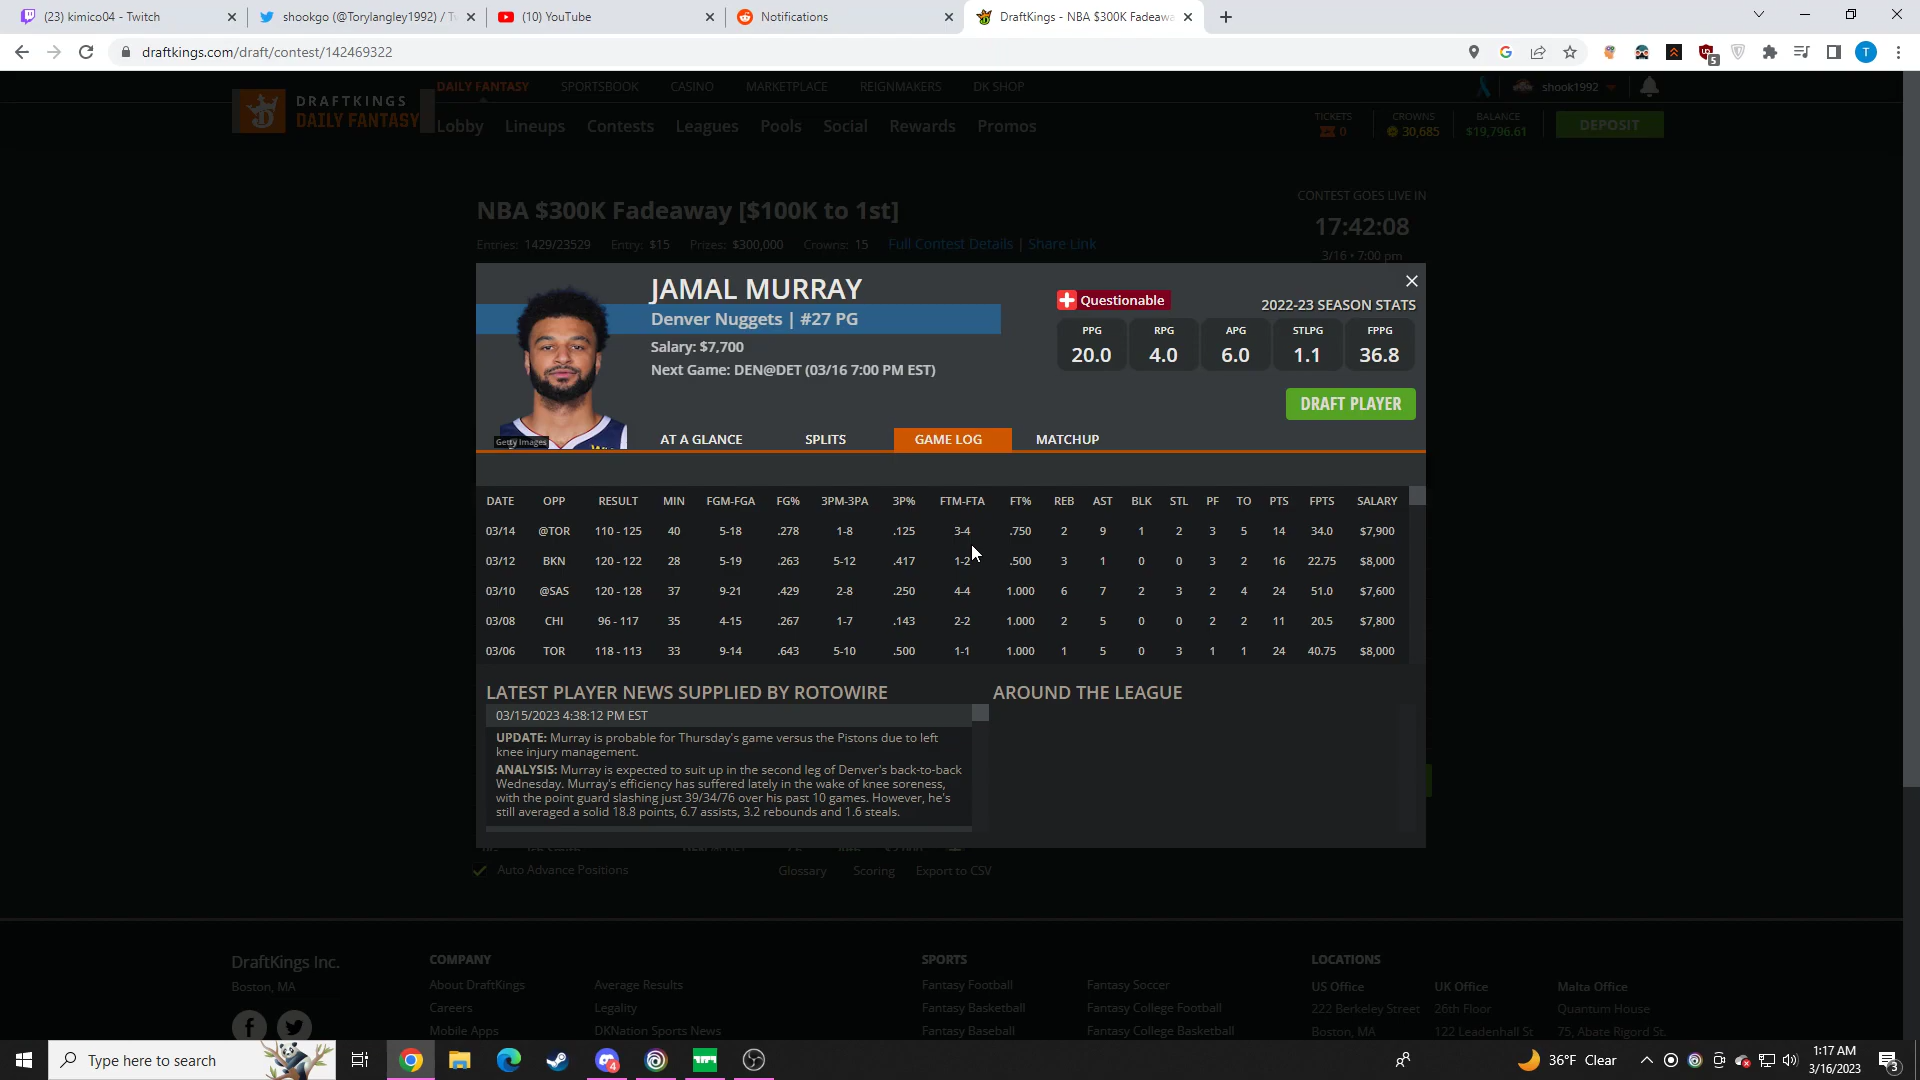 (23) kimico04 - Twitch
shookgo (@Torylangley1992) / Tw
(10) YouTube
Notifications
DraftKings - NBA $300K Fadeawa
draftkings.com/draft/contest/142469322
5
T
DRAFTKINGS
DAILY FANTASY
DAILY FANTASY SPORTSBOOK CASINO MARKETPLACE REIGNMAKERS DK SHOP
shook1992
Lobby Lineups Contests Leagues Pools Social Rewards Promos
TICKETS
0
CROWNS
30,685
BALANCE
$19,796.61
DEPOSIT
NBA $300K Fadeaway [$100K to 1st]
Entries: 1429/23529 Entry: $15 Prizes: $300,000 Crowns: 15 Full Contest Details | Share Link
CONTEST GOES LIVE IN
17:42:08
3/16 • 7:00 pm
JAMAL MURRAY
Denver Nuggets | #27 PG
Salary: $7,700
Next Game: DEN@DET (03/16 7:00 PM EST)
Getty Images
Questionable
2022-23 SEASON STATS
PPG RPG APG STLPG FPPG
20.0 4.0 6.0 1.1 36.8
DRAFT PLAYER
AT A GLANCE SPLITS GAME LOG MATCHUP
DATE OPP RESULT MIN FGM-FGA FG% 3PM-3PA 3P% FTM-FTA FT% REB AST BLK STL PF TO PTS FPTS SALARY
03/14 @TOR 110 - 125 40 5-18 .278 1-8 .125 3-4 .750 2 9 1 2 3 5 14 34.0 $7,900
03/12 BKN 120 - 122 28 5-19 .263 5-12 .417 1-2 .500 3 1 0 0 3 2 16 22.75 $8,000
03/10 @SAS 120 - 128 37 9-21 .429 2-8 .250 4-4 1.000 6 7 2 3 2 4 24 51.0 $7,600
03/08 CHI 96 - 117 35 4-15 .267 1-7 .143 2-2 1.000 2 5 0 0 2 2 11 20.5 $7,800
03/06 TOR 118 - 113 33 9-14 .643 5-10 .500 1-1 1.000 1 5 0 3 1 1 24 40.75 $8,000
LATEST PLAYER NEWS SUPPLIED BY ROTOWIRE
03/15/2023 4:38:12 PM EST
UPDATE: Murray is probable for Thursday's game versus the Pistons due to left
knee injury management.
ANALYSIS: Murray is expected to suit up in the second leg of Denver's back-to-back
Wednesday. Murray's efficiency has suffered lately in the wake of knee soreness,
with the point guard slashing just 39/34/76 over his past 10 games. However, he's
still averaged a solid 18.8 points, 6.7 assists, 3.2 rebounds and 1.6 steals.
AROUND THE LEAGUE
Auto Advance Positions
Glossary Scoring Export to CSV
DraftKings Inc.
Boston, MA
COMPANY
About DraftKings
Careers
Mobile Apps
Average Results
Legality
DKNation Sports News
SPORTS
Fantasy Football
Fantasy Basketball
Fantasy Baseball
Fantasy Soccer
Fantasy College Football
Fantasy College Basketball
LOCATIONS
US Office
222 Berkeley Street
Boston, MA
UK Office
26th Floor
122 Leadenhall St
Malta Office
Quantum House
75, Abate Rigord St.
Type here to search
4
36°F Clear
1:17 AM
3/16/2023
3